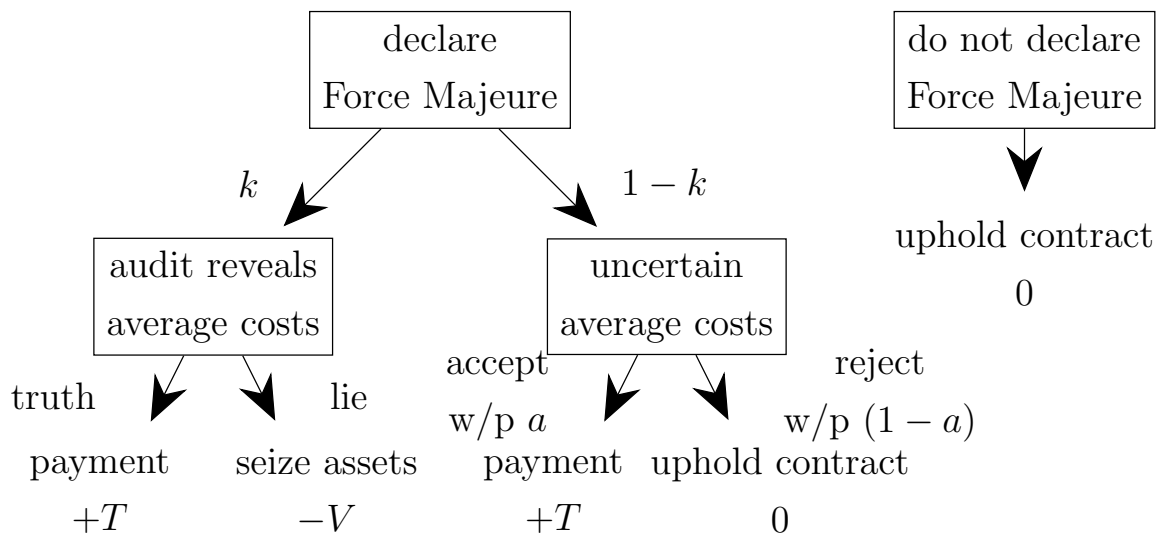 declare
Force Majeure
do not declare
Force Majeure
k
1 − k
uphold contract
0
audit reveals
average costs
uncertain
average costs
truth
lie
accept
w/p a
reject
w/p (1 − a)
payment
+T
seize assets
−V
payment
+T
uphold contract
0